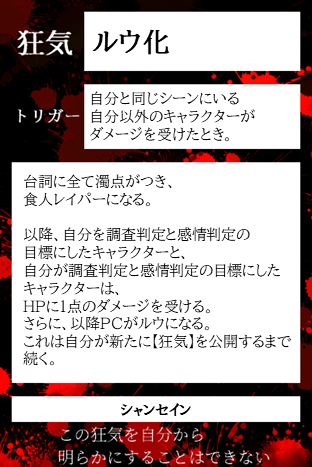 狂気 ルウ化
トリガー
自分と同じシーンにいる
自分以外のキャラクターが
ダメージを受けたとき。
台詞に全て濁点がつき、
食人レイパーになる。
以降、自分を調査判定と感情判定の
目標にしたキャラクターと、
自分が調査判定と感情判定の目標にした
キャラクターは、
HPに1点のダメージを受ける。
さらに、以降PCがルウになる。
これは自分が新たに【狂気】を公開するまで
続く。
シャンセイン
この狂気を自分から
明らかにすることはできない